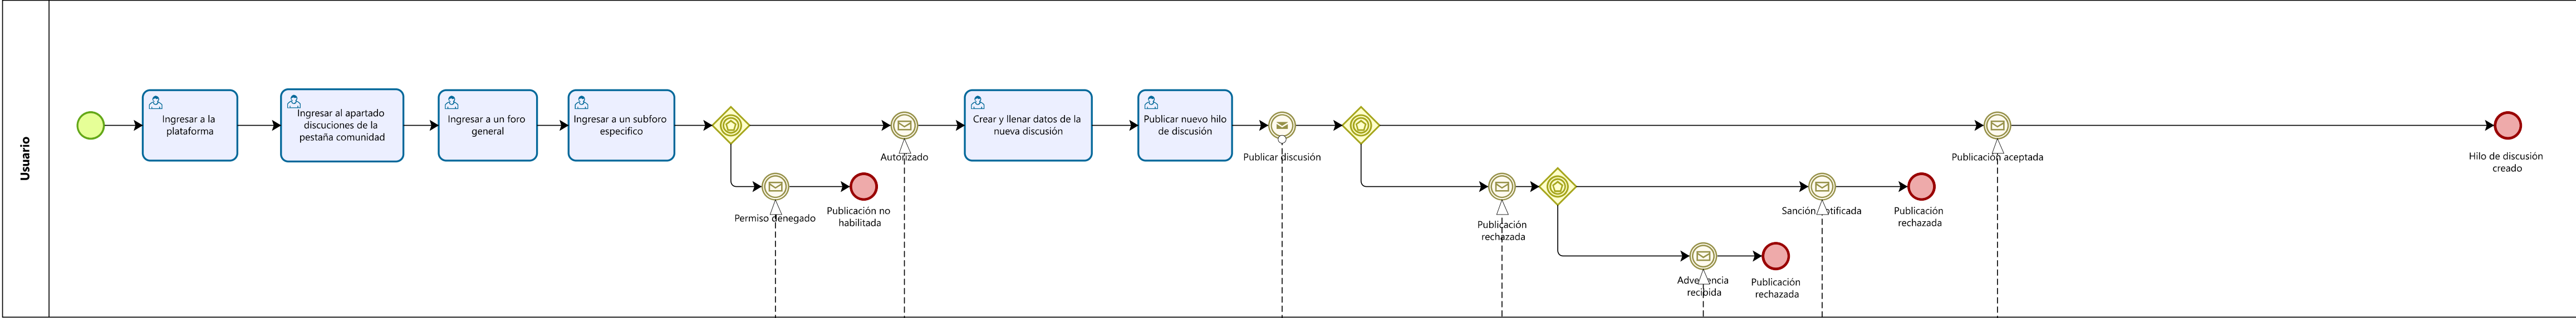 Usuario
Ingresar a la
plataforma
Ingresar al apartado
discuciones de la
pestaña comunidad
Ingresar a un foro
general
Ingresar a un subforo
especifico
Autorizado
Permiso denegado
Publicación no
habilitada
Crear y llenar datos de la
nueva discusión
Publicar nuevo hilo
de discusión
Publicar discusión
Publicación
rechazada
Advertencia
recibida
Publicación
rechazada
Sanción notificada
Publicación
rechazada
Publicación aceptada
Hilo de discusión
creado